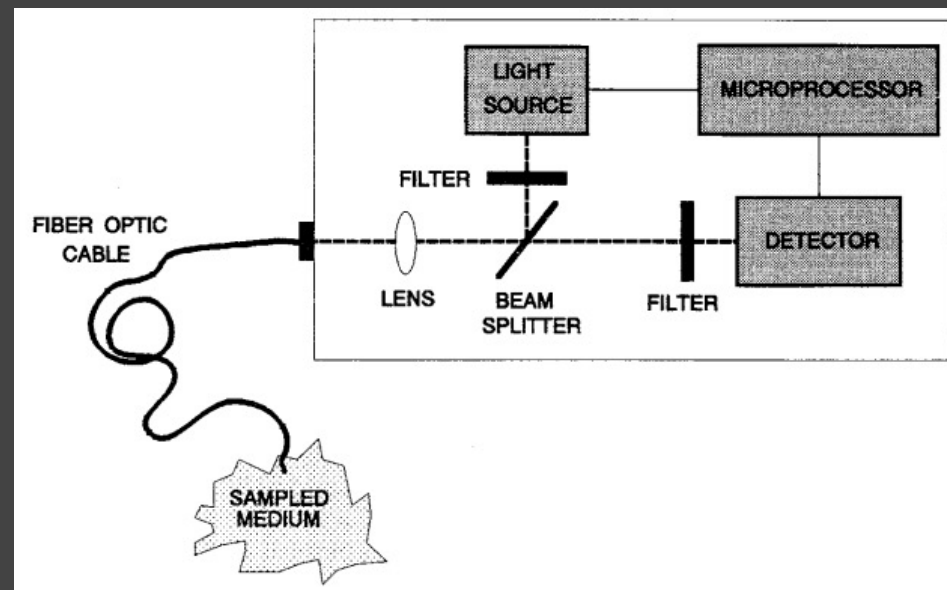 LIGHT
SOURCE
MICROPROCESSOR
FILTER
FIBER OPTIC
CABLE
DETECTOR
LENS
BEAM
SPLITTER
FILTER
SAMPLED
MEDIUM